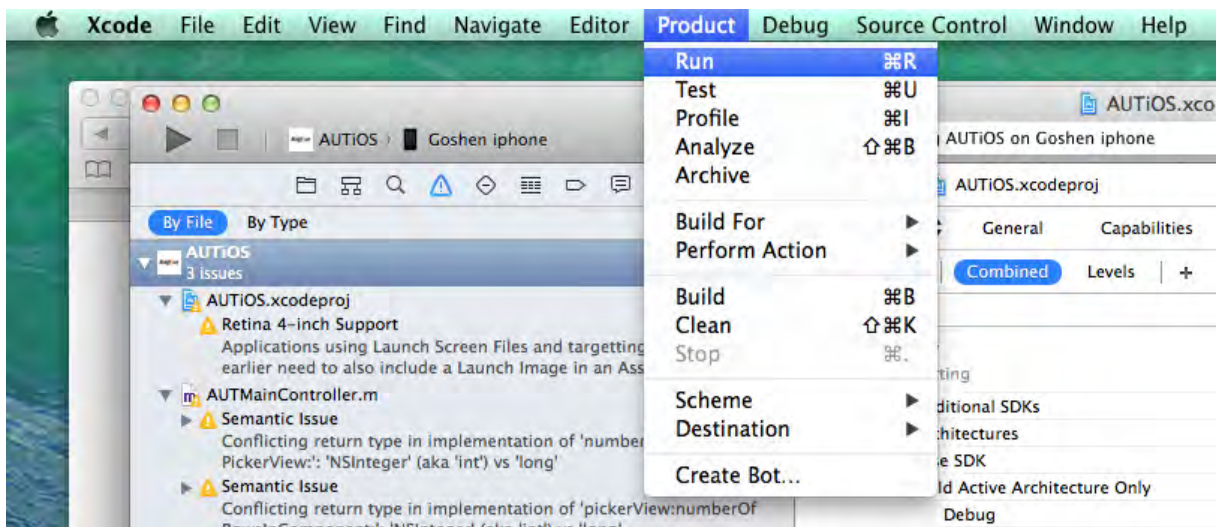 Xcode File Edit View Find Navigate Editor Product Debug Source Control Window Help
Run ⌘R
Test ⌘U
Profile ⌘I
Analyze ⇧⌘B
Archive
Build For
Perform Action
Build ⌘B
Clean ⇧⌘K
Stop ⌘.
Scheme
Destination
Create Bot...
AUTiOS Goshen iphone
By File By Type
AUTiOS
3 issues
AUTiOS.xcodeproj
Retina 4-inch Support
Applications using Launch Screen Files and targetting
earlier need to also include a Launch Image in an Ass
AUTMainController.m
Semantic Issue
Conflicting return type in implementation of 'number
PickerView:': 'NSInteger' (aka 'int') vs 'long'
Semantic Issue
Conflicting return type in implementation of 'pickerView:numberOf
AUTiOS.xco
AUTiOS on Goshen iphone
AUTiOS.xcodeproj
General Capabilities
Combined Levels +
ting
ditional SDKs
chitectures
e SDK
ld Active Architecture Only
Debug